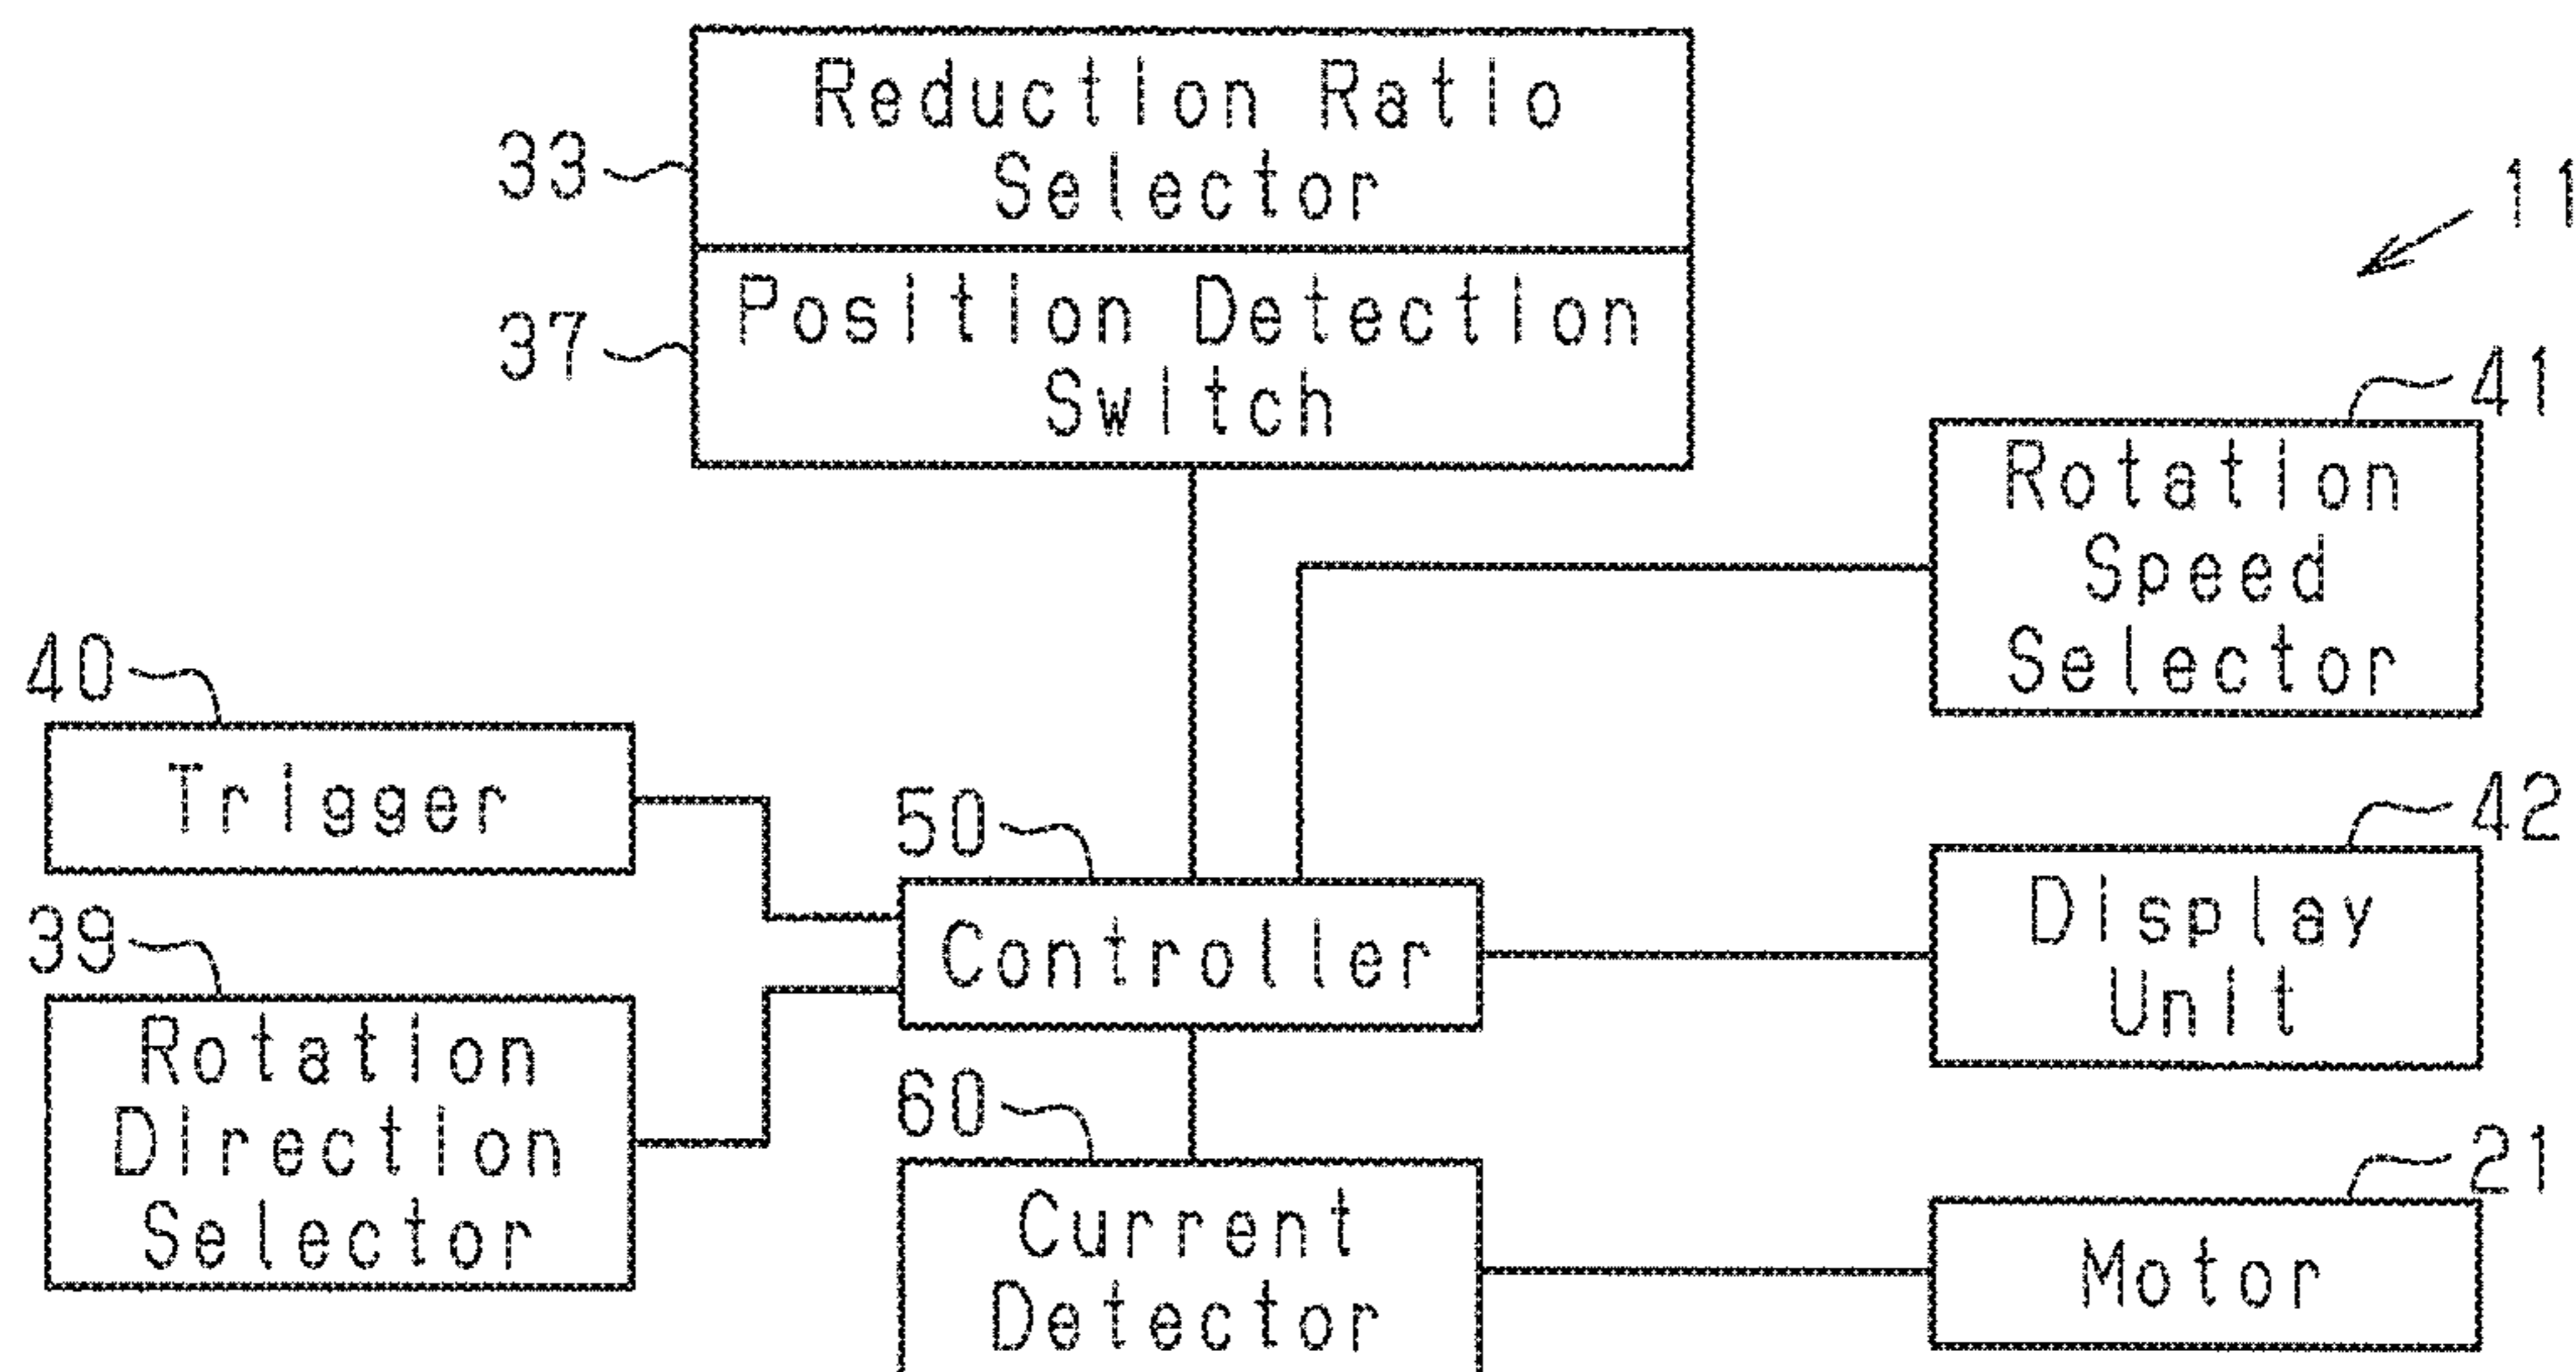 Reduction Ratio
Selector
33
11
Position Detection
Switch
37
41
Rotation
Speed
Selector
40
Trigger
50
Controller
42
Display
Unit
39
Rotation
Direction
Selector
60
Current
Detector
21
Motor